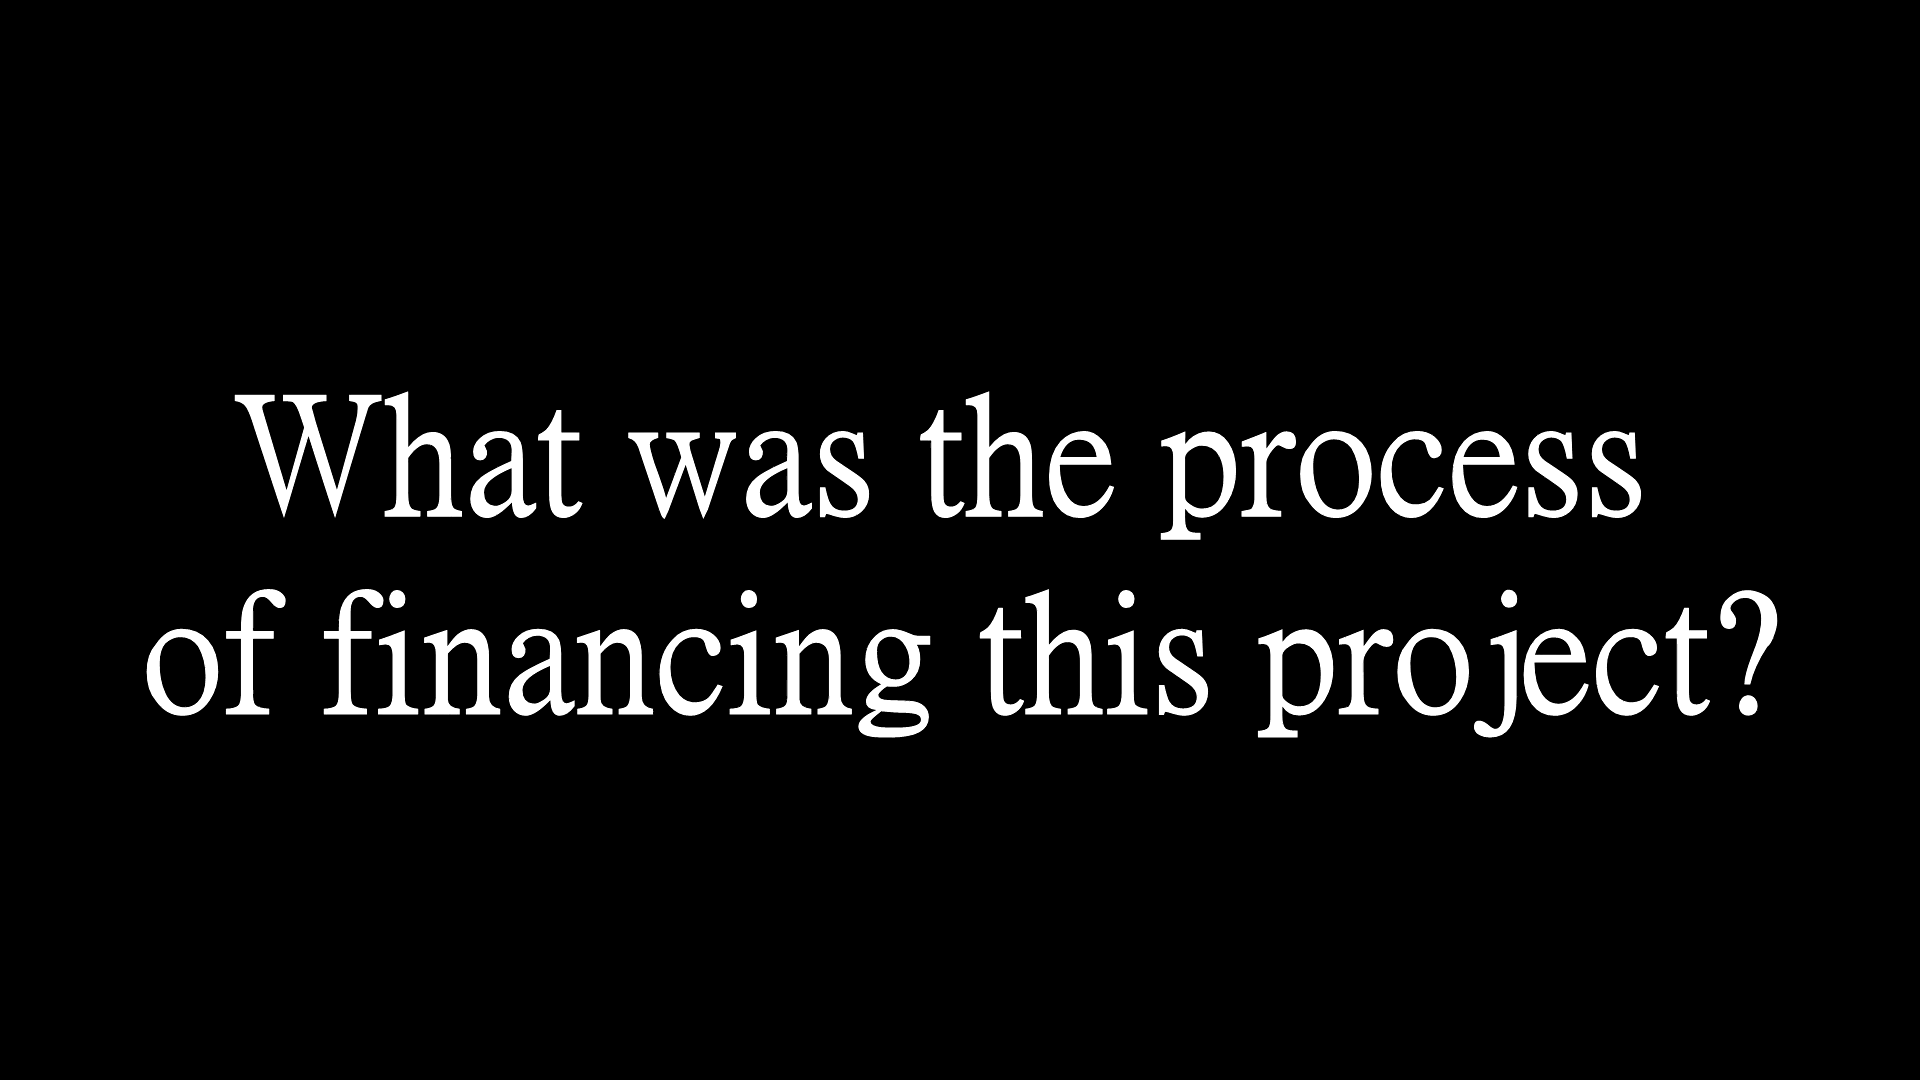 What was the process
of financing this project?